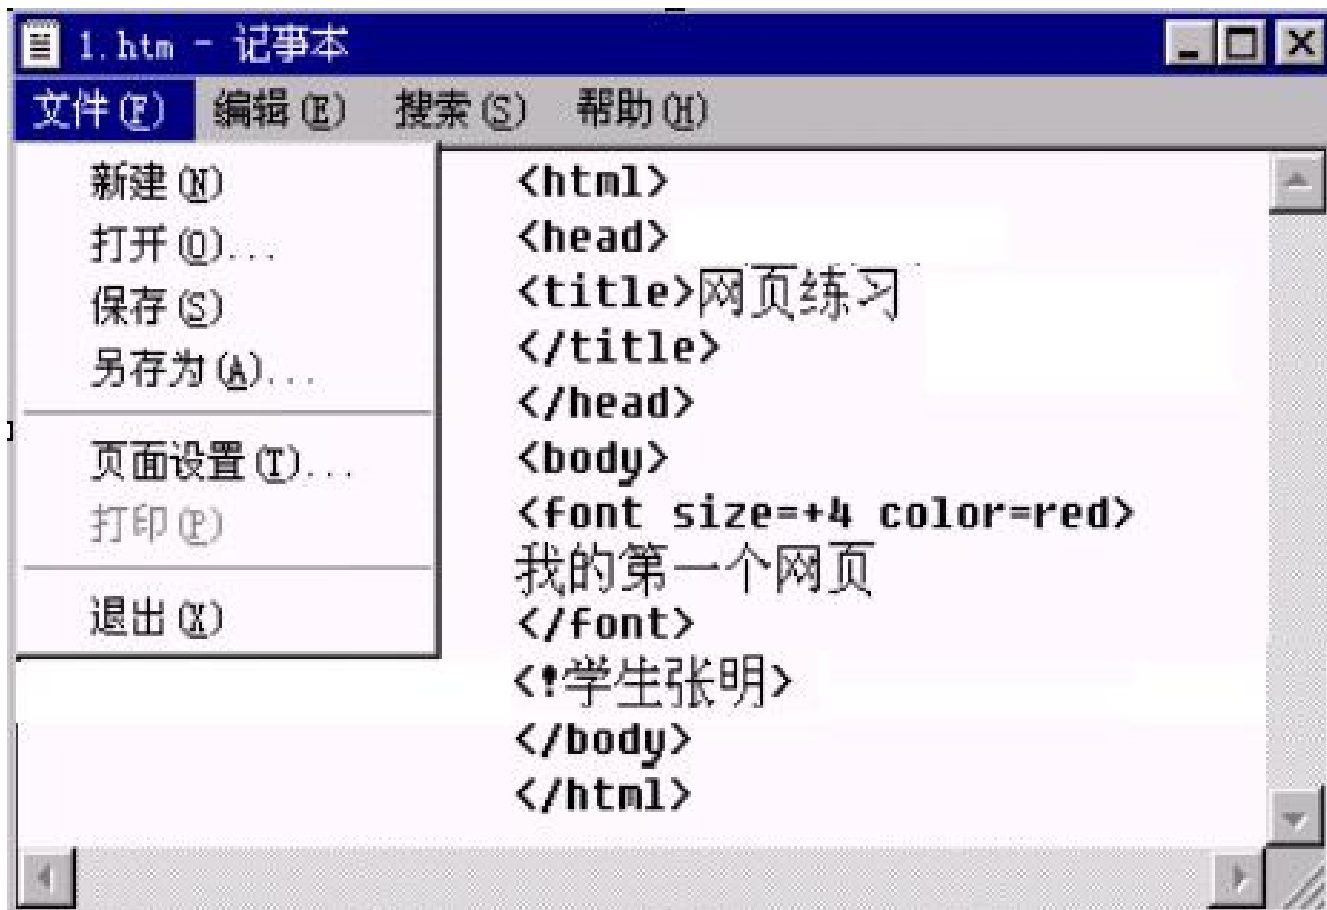 1.htm - 记事本
文件(F) 编辑(E) 搜索(S) 帮助(H)
新建(N)
打开(O)...
保存(S)
另存为(A)...
页面设置(T)...
打印(P)
退出(X)
<html>
<head>
<title>网页练习
</title>
</head>
<body>
<font size=+4 color=red>
我的第一个网页
</font>
<!学生张明>
</body>
</html>